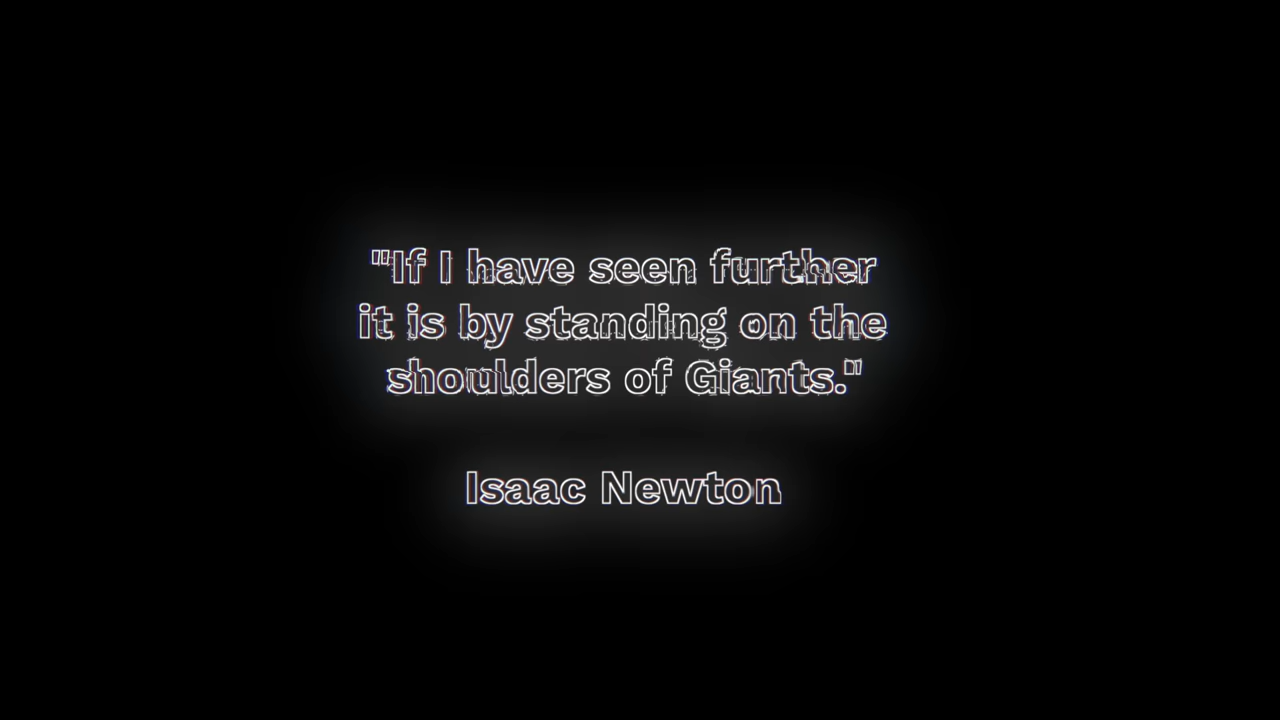 "If I have seen further
it is by standing on the
shoulders of Giants."
Isaac Newton